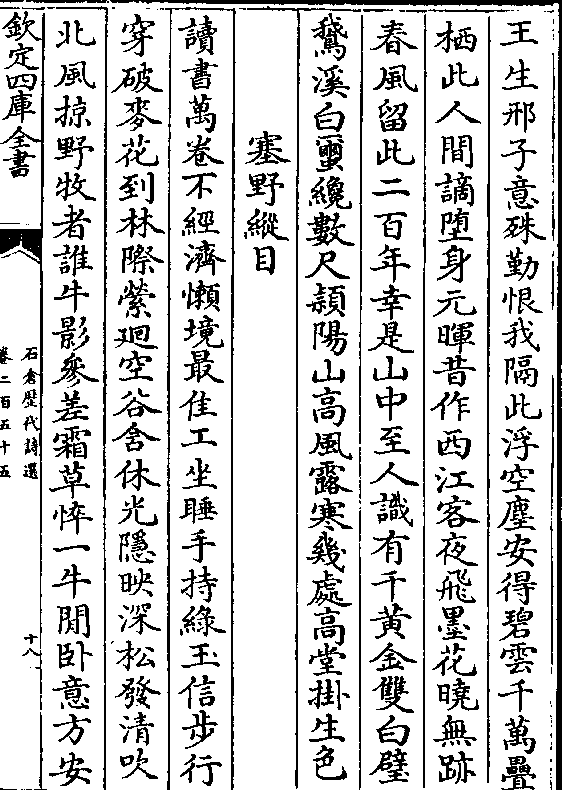 王生邢子意殊勤恨我隔此浮空塵安得碧雲千萬疊
栖此人間謫堕身元暉昔作西江客夜飛墨花曉無跡
春風留此二百年幸是山中至人識有千黃金雙白璧
鵞溪白蠒纔數尺潁陽山高風露寒幾處高堂掛生色
塞野縱目
讀書萬卷不經濟懶境最佳工坐睡手持綠玉信步行
穿破麥花到林際縈廻空谷含休光隱映深松發清吹
北風掠野牧者誰牛影參差霜草悴一牛閒卧意方安
欽定四庫全書
石倉歷代詩選
卷二百五十五
十八